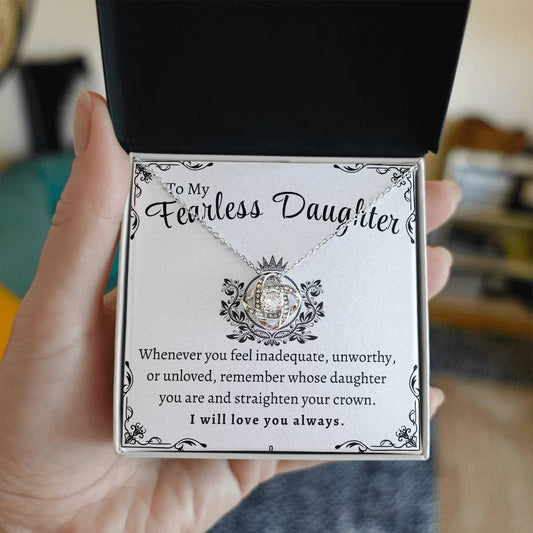 To My
Fearless Daughter
Whenever you feel inadequate, unworthy,
or unloved, remember whose daughter
you are and straighten your crown.
I will love you always.